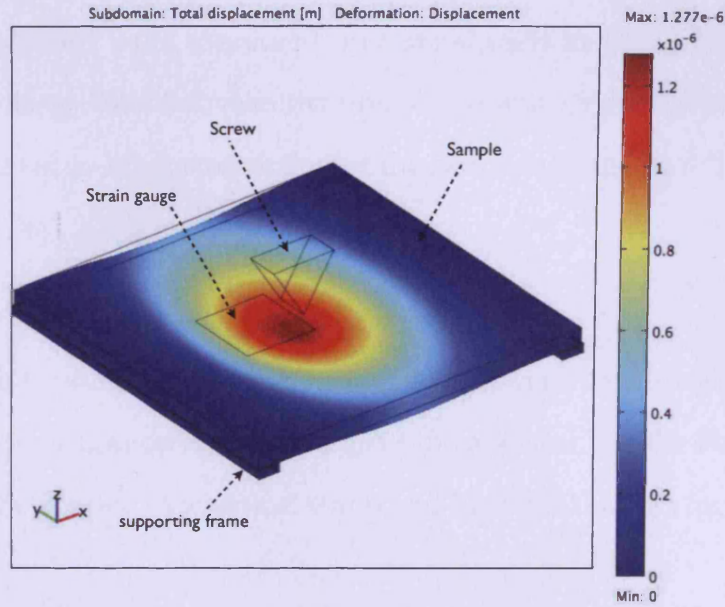 Subdomain: Total displacement [m] Deformation: Displacement
Max: 1.277e-6
×10⁻⁶
1.2
Screw
Sample
Strain gauge
1
0.8
0.6
0.4
0.2
z
y
x
supporting frame
0
Min: 0